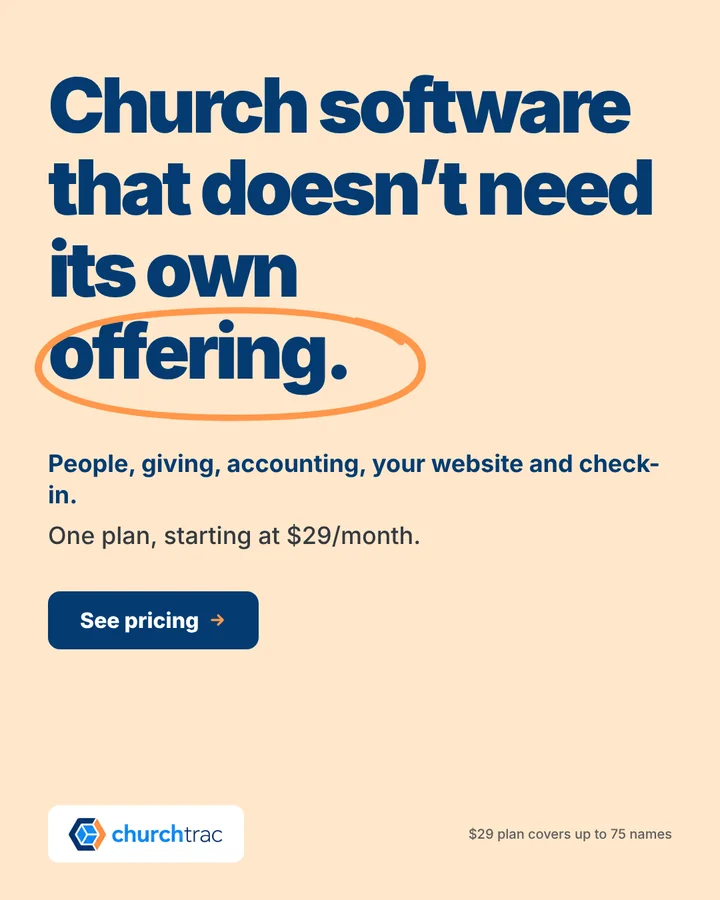 Church software
that doesn’t need
its own
offering.
People, giving, accounting, your website and check-
in.
One plan, starting at $29/month.
See pricing →
churchtrac
$29 plan covers up to 75 names